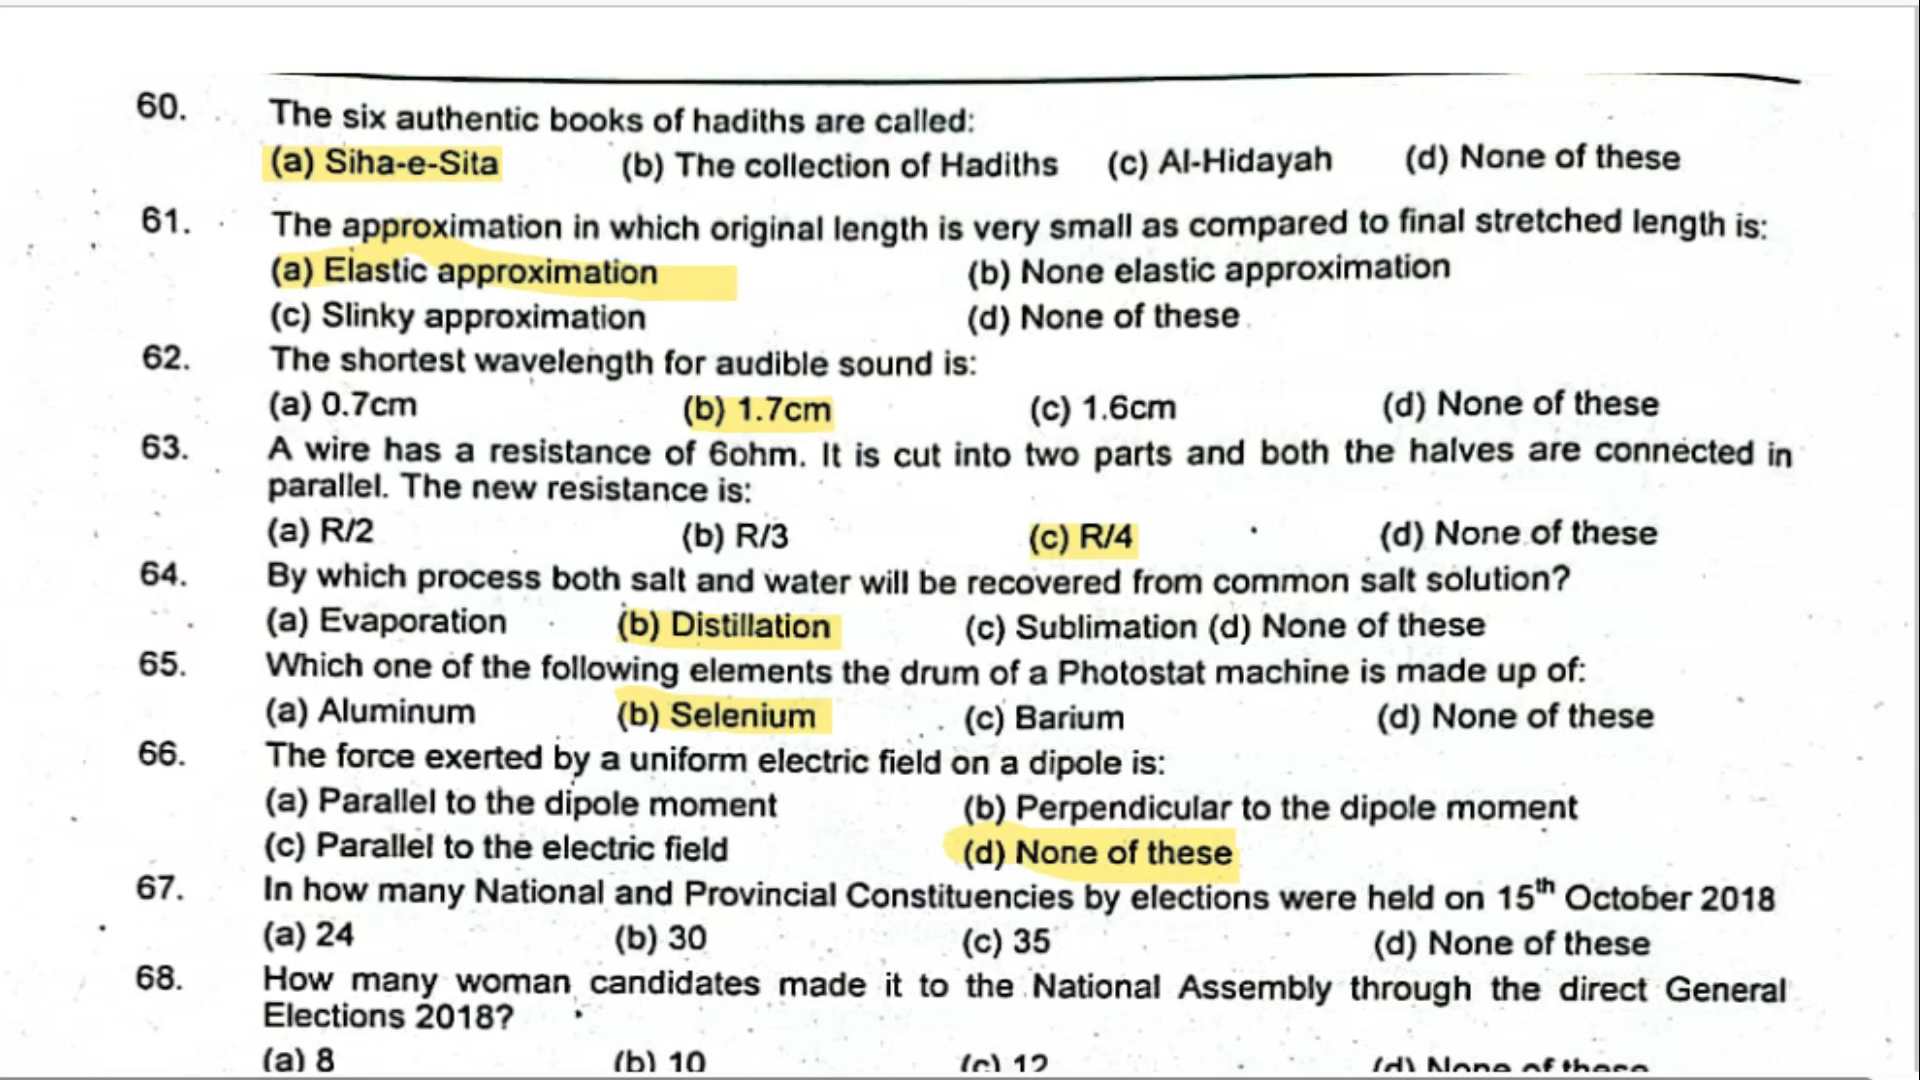 60. The six authentic books of hadiths are called:
(a) Siha-e-Sita (b) The collection of Hadiths (c) Al-Hidayah (d) None of these
61. The approximation in which original length is very small as compared to final stretched length is:
(a) Elastic approximation (b) None elastic approximation
(c) Slinky approximation (d) None of these
62. The shortest wavelength for audible sound is:
(a) 0.7cm (b) 1.7cm (c) 1.6cm (d) None of these
63. A wire has a resistance of 6ohm. It is cut into two parts and both the halves are connected in
parallel. The new resistance is:
(a) R/2 (b) R/3 (c) R/4 (d) None of these
64. By which process both salt and water will be recovered from common salt solution?
(a) Evaporation (b) Distillation (c) Sublimation (d) None of these
65. Which one of the following elements the drum of a Photostat machine is made up of:
(a) Aluminum (b) Selenium (c) Barium (d) None of these
66. The force exerted by a uniform electric field on a dipole is:
(a) Parallel to the dipole moment (b) Perpendicular to the dipole moment
(c) Parallel to the electric field (d) None of these
67. In how many National and Provincial Constituencies by elections were held on 15th October 2018
(a) 24 (b) 30 (c) 35 (d) None of these
68. How many woman candidates made it to the National Assembly through the direct General
Elections 2018?
(a) 8 (b) 10 (c) 12 (d) None of these